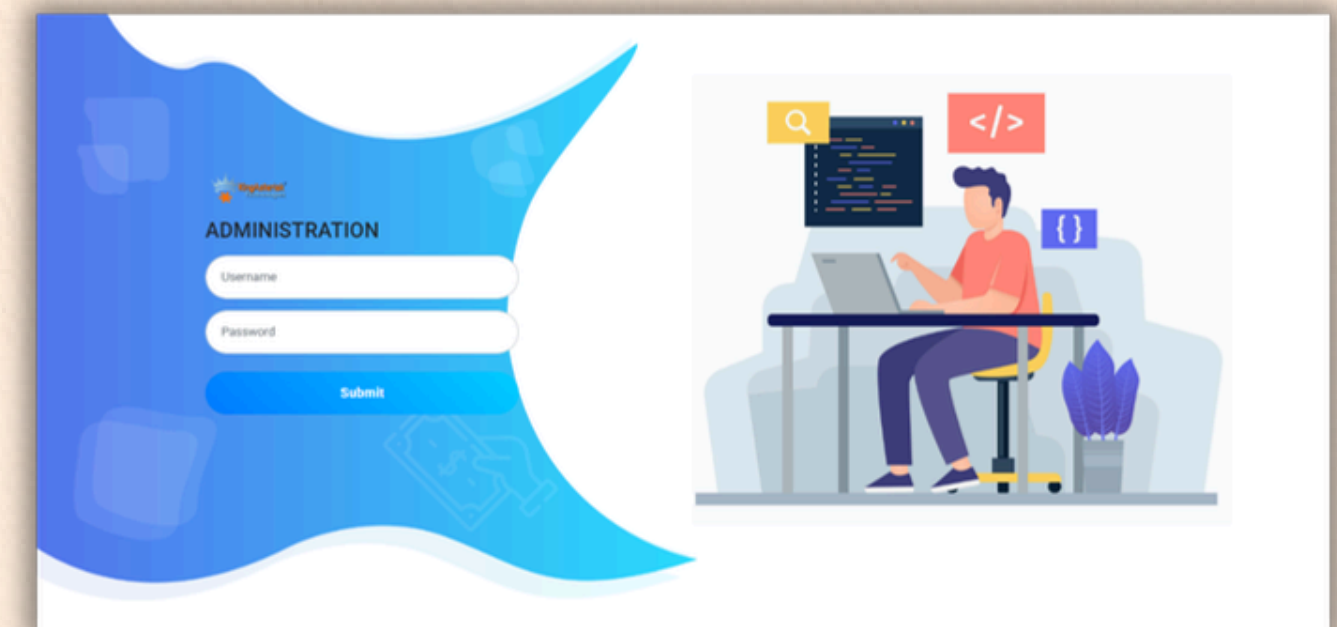 ADMINISTRATION
Username
Password
Submit
</>
{}
$